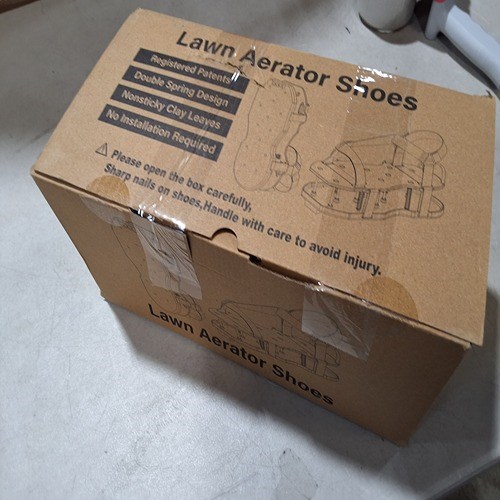 Lawn Aerator Shoes
Registered Patents
Double Spring Design
Nonsticky Clay Leaves
No Installation Required
⚠ Please open the box carefully,
Sharp nails on shoes,Handle with care to avoid injury.
Lawn Aerator Shoes